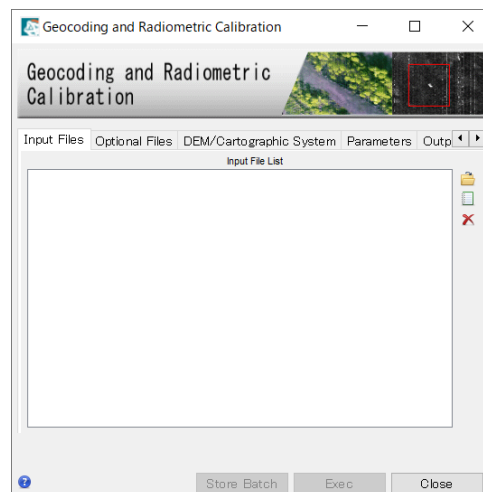 Geocoding and Radiometric Calibration
Geocoding and Radiometric
Calibration
Input Files Optional Files DEM/Cartographic System Parameters Outp
Input File List
Store Batch Exec Close